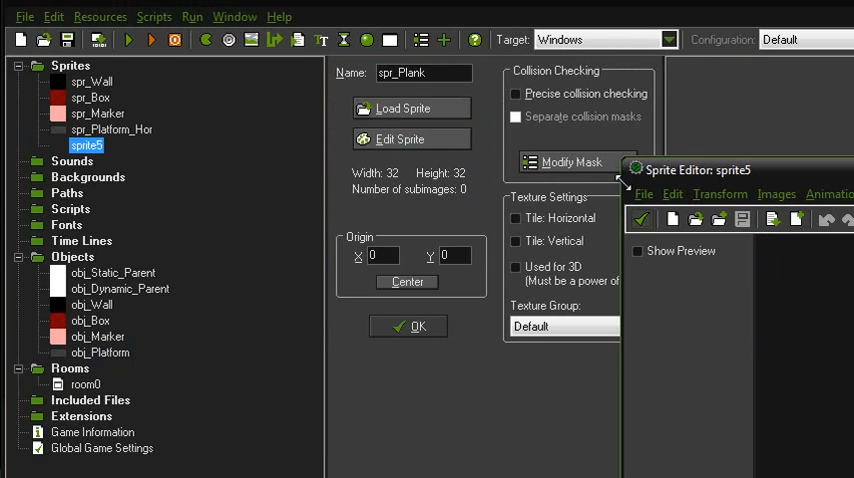 File Edit Resources Scripts Run Window Help
Target: Windows Configuration: Default
Sprites
spr_Wall
spr_Box
spr_Marker
spr_Platform_Hor
sprite5
Sounds
Backgrounds
Paths
Scripts
Fonts
Time Lines
Objects
obj_Static_Parent
obj_Dynamic_Parent
obj_Wall
obj_Box
obj_Marker
obj_Platform
Rooms
room0
Included Files
Extensions
Game Information
Global Game Settings
Name: spr_Plank
Load Sprite
Edit Sprite
Width: 32 Height: 32
Number of subimages: 0
Origin
X 0 Y 0
Center
OK
Collision Checking
Precise collision checking
Separate collision masks
Modify Mask
Texture Settings
Tile: Horizontal
Tile: Vertical
Used for 3D
(Must be a power of
Texture Group:
Default
Sprite Editor: sprite5
File Edit Transform Images Animatio
Show Preview